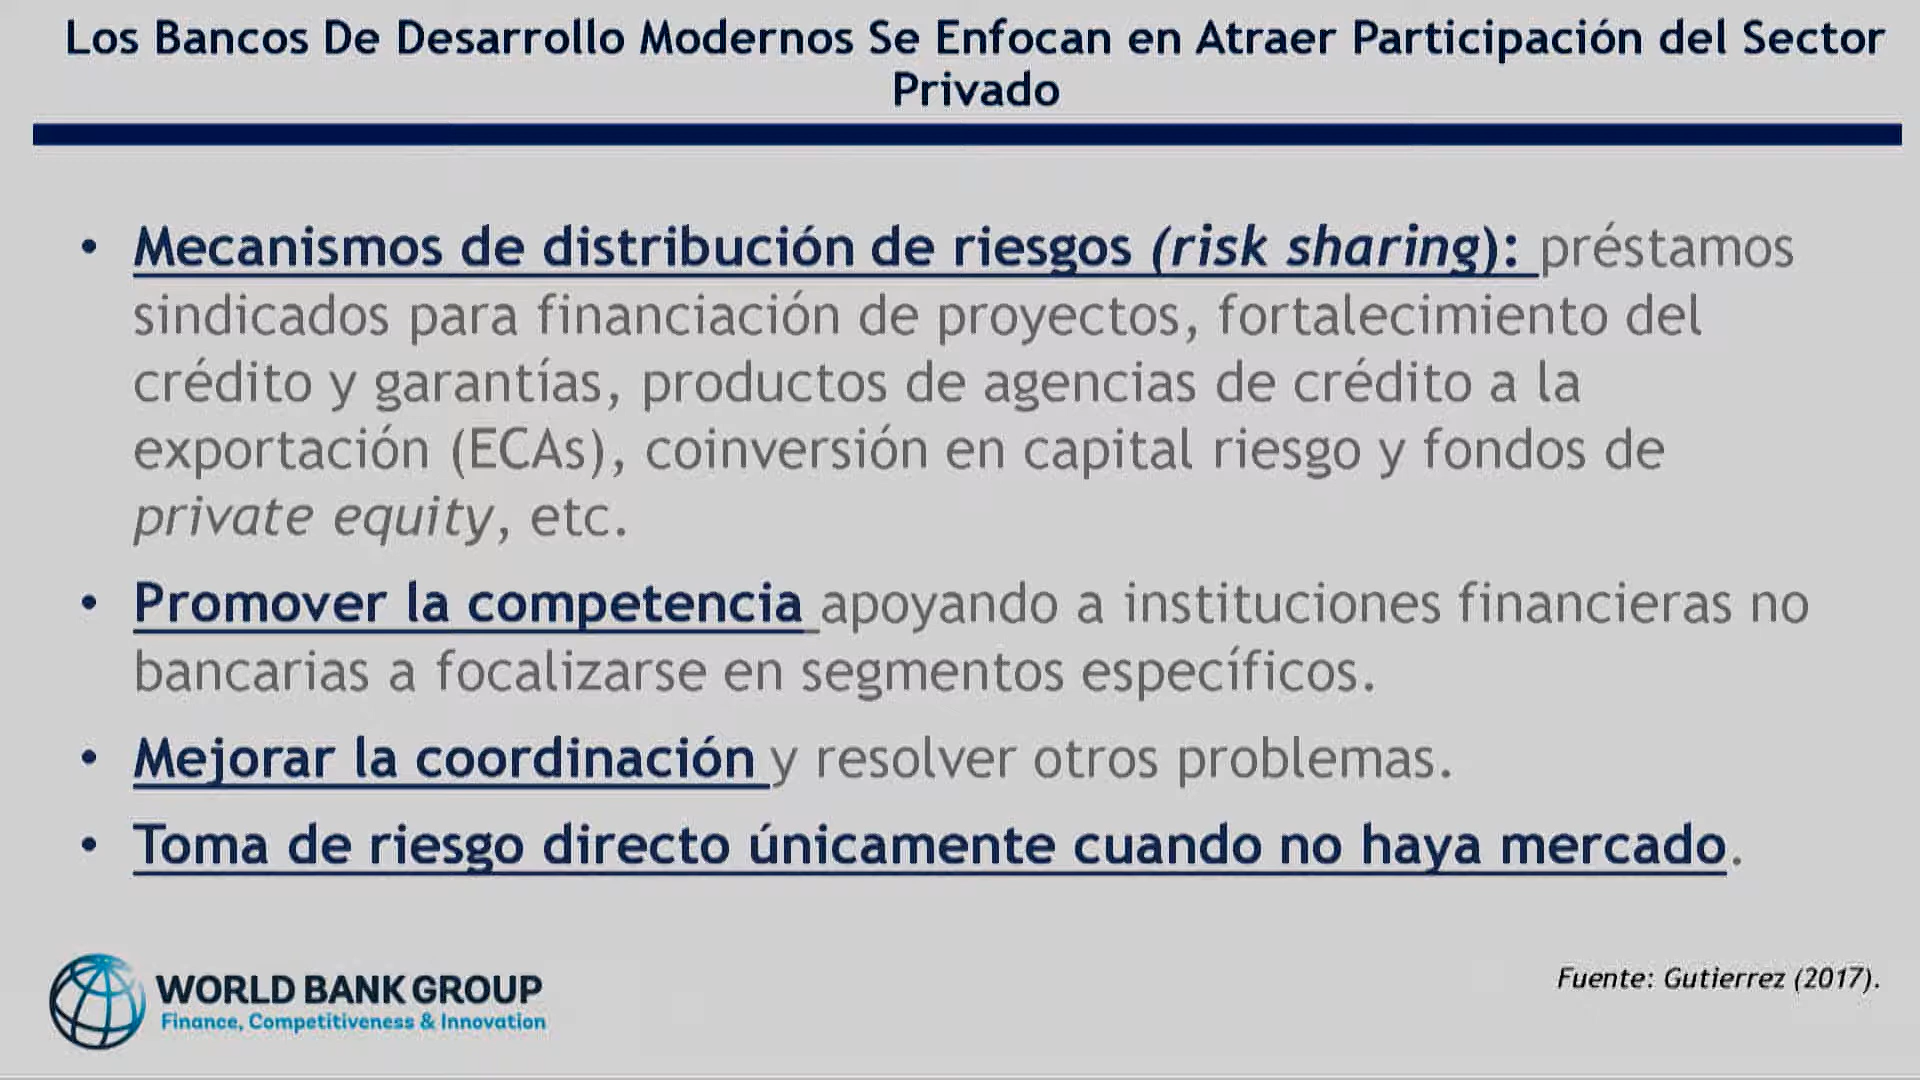 Los Bancos De Desarrollo Modernos Se Enfocan en Atraer Participación del Sector
Privado
• Mecanismos de distribución de riesgos (risk sharing): préstamos
sindicados para financiación de proyectos, fortalecimiento del
crédito y garantías, productos de agencias de crédito a la
exportación (ECAs), coinversión en capital riesgo y fondos de
private equity, etc.
• Promover la competencia apoyando a instituciones financieras no
bancarias a focalizarse en segmentos específicos.
• Mejorar la coordinación y resolver otros problemas.
• Toma de riesgo directo únicamente cuando no haya mercado.
WORLD BANK GROUP
Finance, Competitiveness & Innovation
Fuente: Gutierrez (2017).